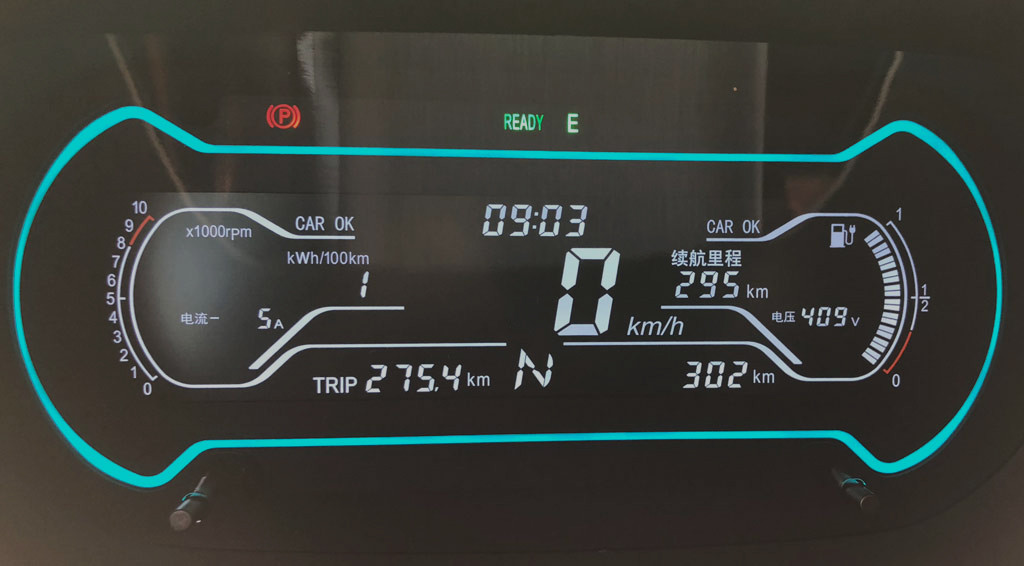 P
READY E
10
9
8
7
6
5
4
3
2
1
0
x1000rpm
CAR OK
kWh/100km
1
电流－ 5A
09:03
0 km/h
CAR OK
续航里程
295 km
电压 409 V
1
1/2
0
TRIP 275.4 km
N
302 km